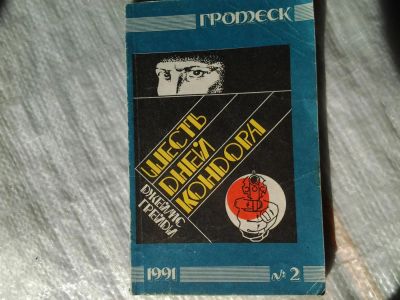 ГРОТЕСК
ШЕСТЬ
ДНЕЙ
КОНДОРА
ДЖЕЙМС
ГРЕЙДИ
1991
№ 2